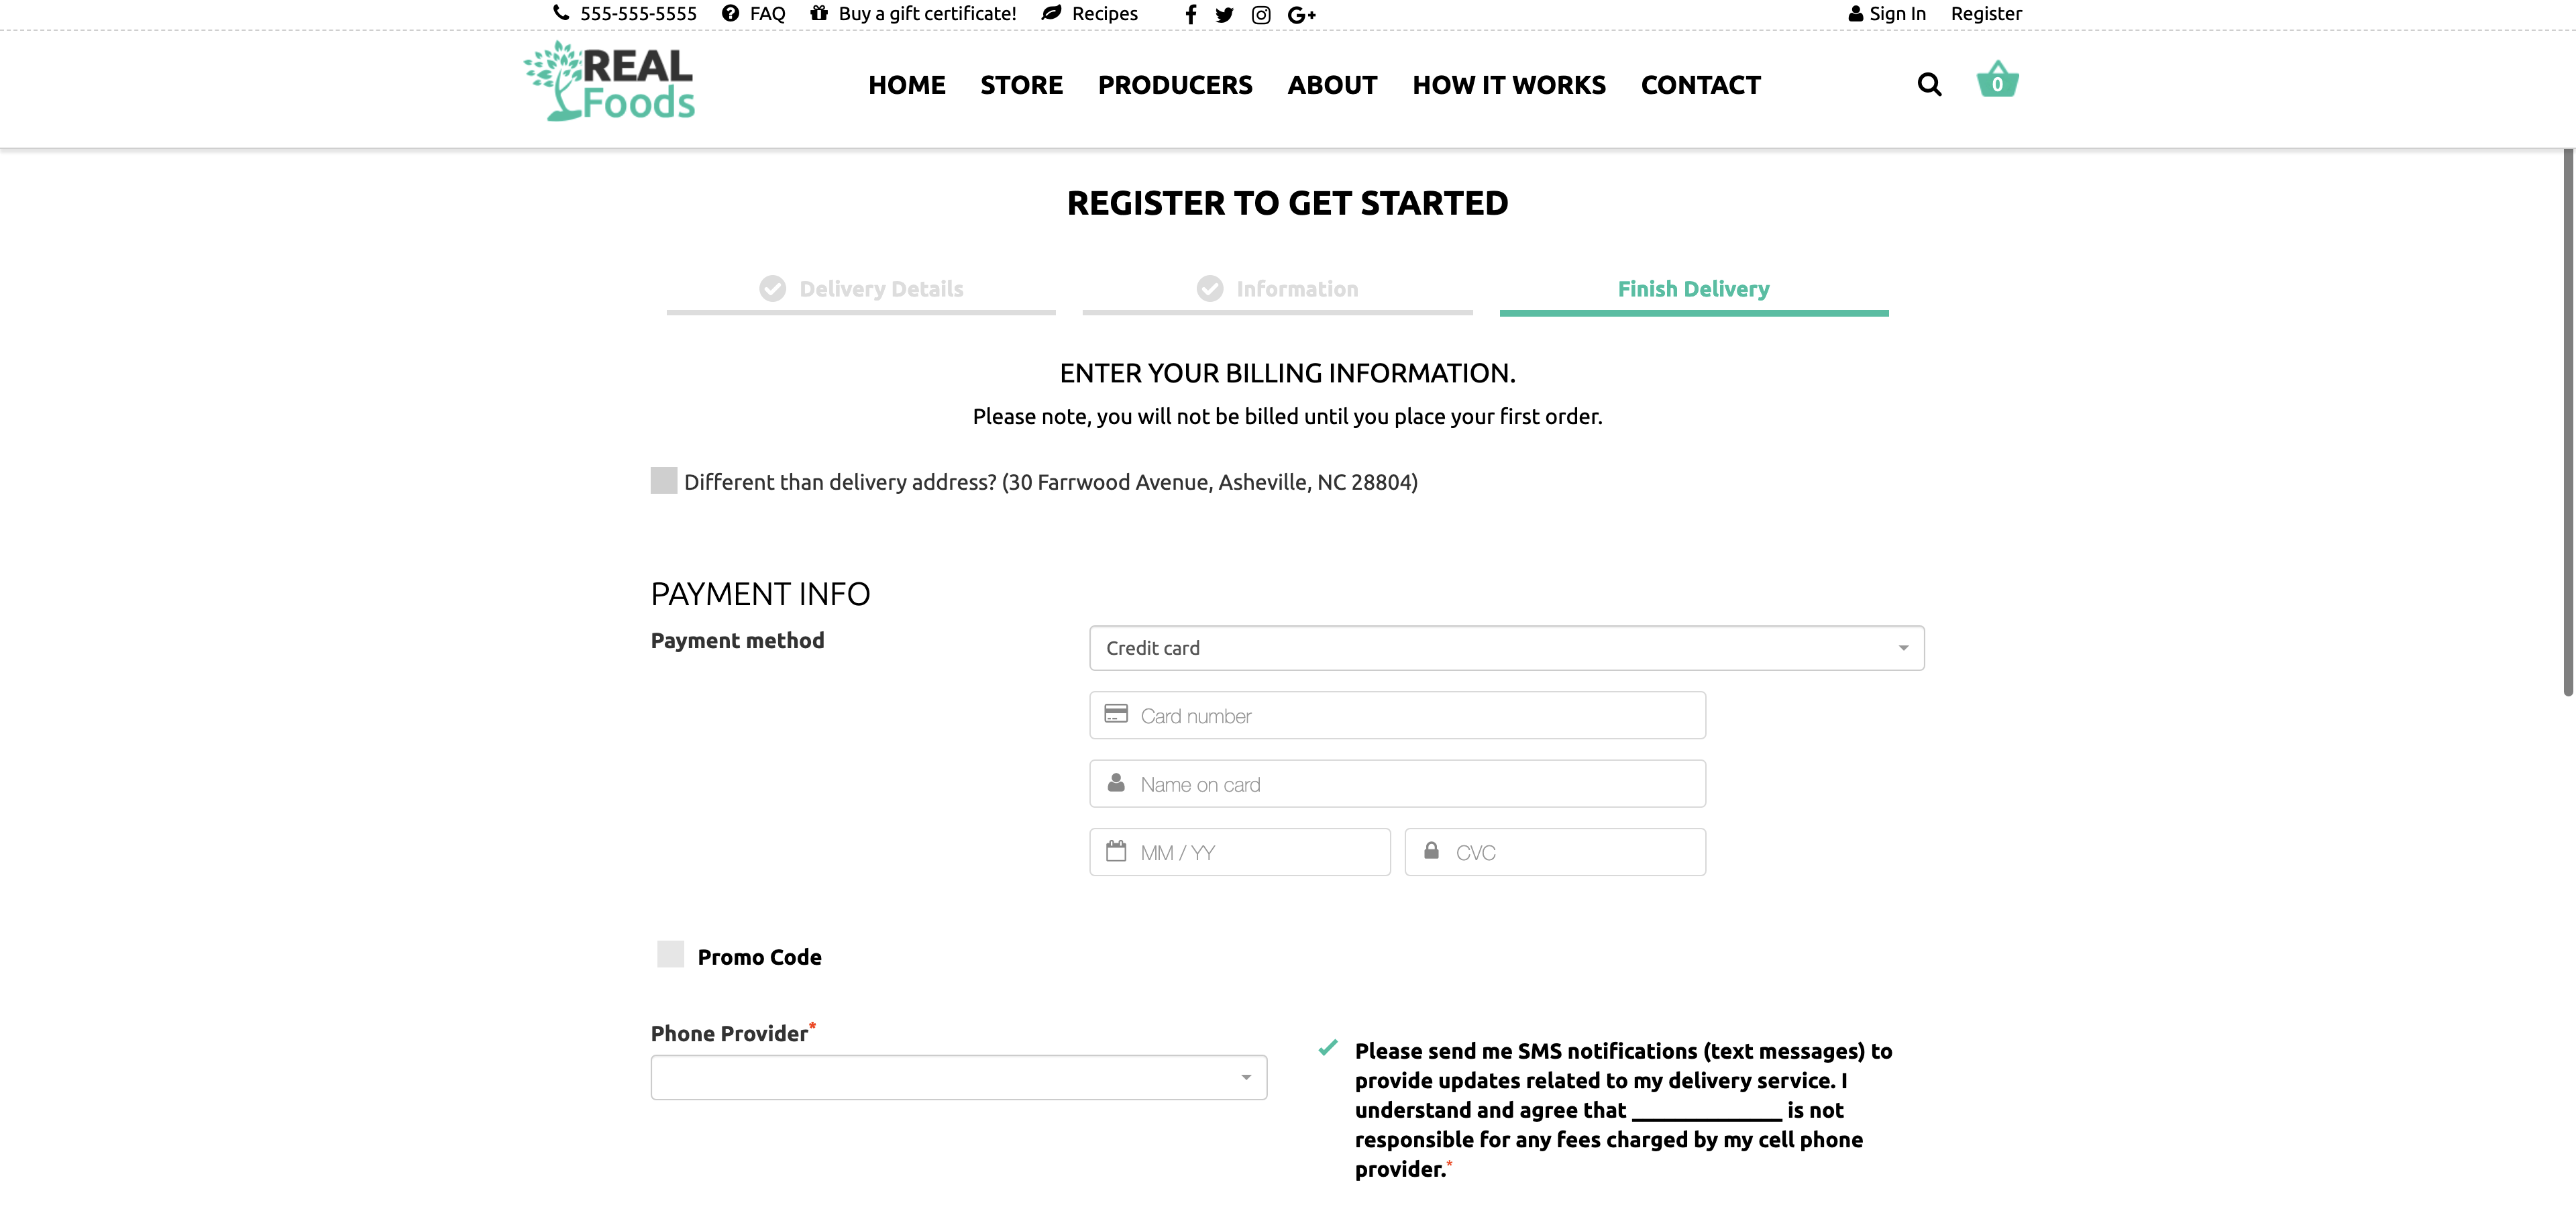 555-555-5555 FAQ Buy a gift certificate! Recipes Sign In Register
REAL
Foods
HOME STORE PRODUCERS ABOUT HOW IT WORKS CONTACT 0
REGISTER TO GET STARTED
Delivery Details Information Finish Delivery
ENTER YOUR BILLING INFORMATION.
Please note, you will not be billed until you place your first order.
Different than delivery address? (30 Farrwood Avenue, Asheville, NC 28804)
PAYMENT INFO
Payment method Credit card
Card number
Name on card
MM / YY CVC
Promo Code
Phone Provider*
Please send me SMS notifications (text messages) to
provide updates related to my delivery service. I
understand and agree that ______________ is not
responsible for any fees charged by my cell phone
provider.*